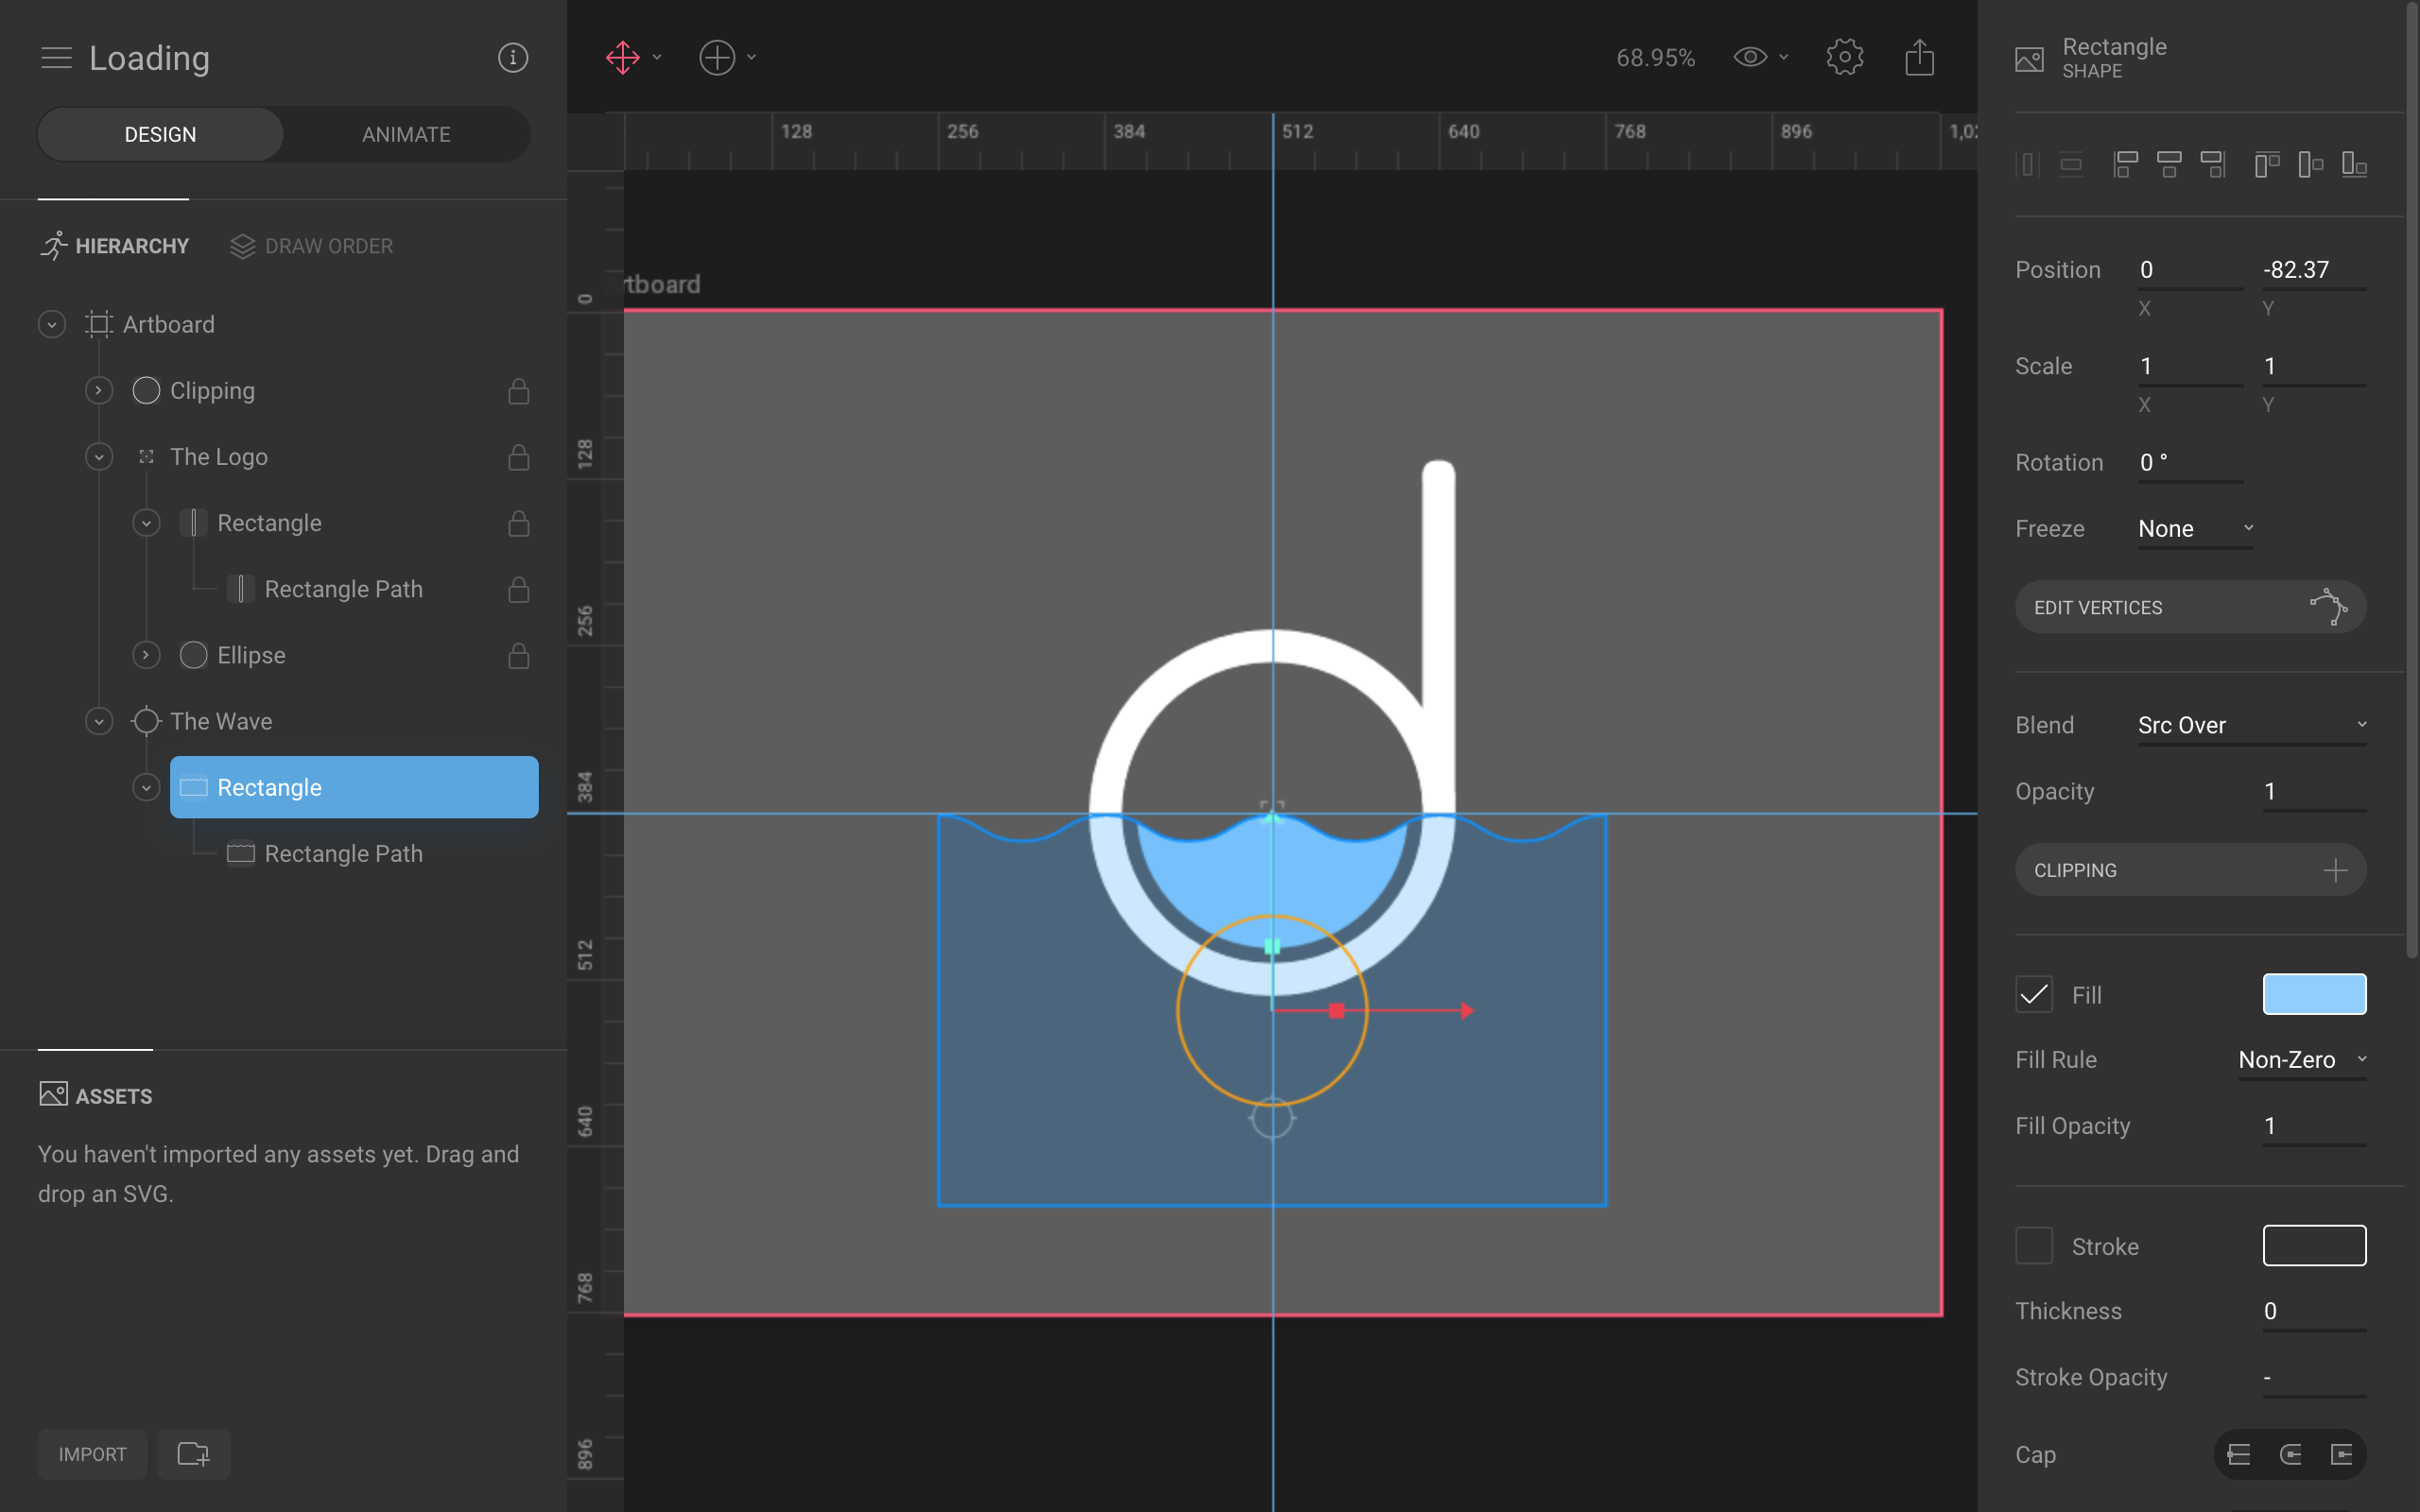 Loading
DESIGN
ANIMATE
HIERARCHY
DRAW ORDER
Artboard
Clipping
The Logo
Rectangle
Rectangle Path
Ellipse
The Wave
Rectangle
Rectangle Path
ASSETS
You haven't imported any assets yet. Drag and
drop an SVG.
IMPORT
68.95%
128 256 384 512 640 768 896 1,02
0
128
256
384
512
640
768
896
tboard
Rectangle
SHAPE
Position 0 -82.37
X Y
Scale 1 1
X Y
Rotation 0 °
Freeze None
EDIT VERTICES
Blend Src Over
Opacity 1
CLIPPING
Fill
Fill Rule Non-Zero
Fill Opacity 1
Stroke
Thickness 0
Stroke Opacity -
Cap